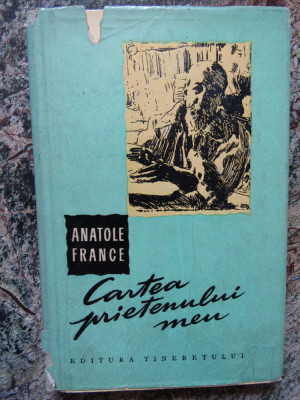 ANATOLE
FRANCE
Cartea
prietenului
meu
EDITURA TINERETULUI